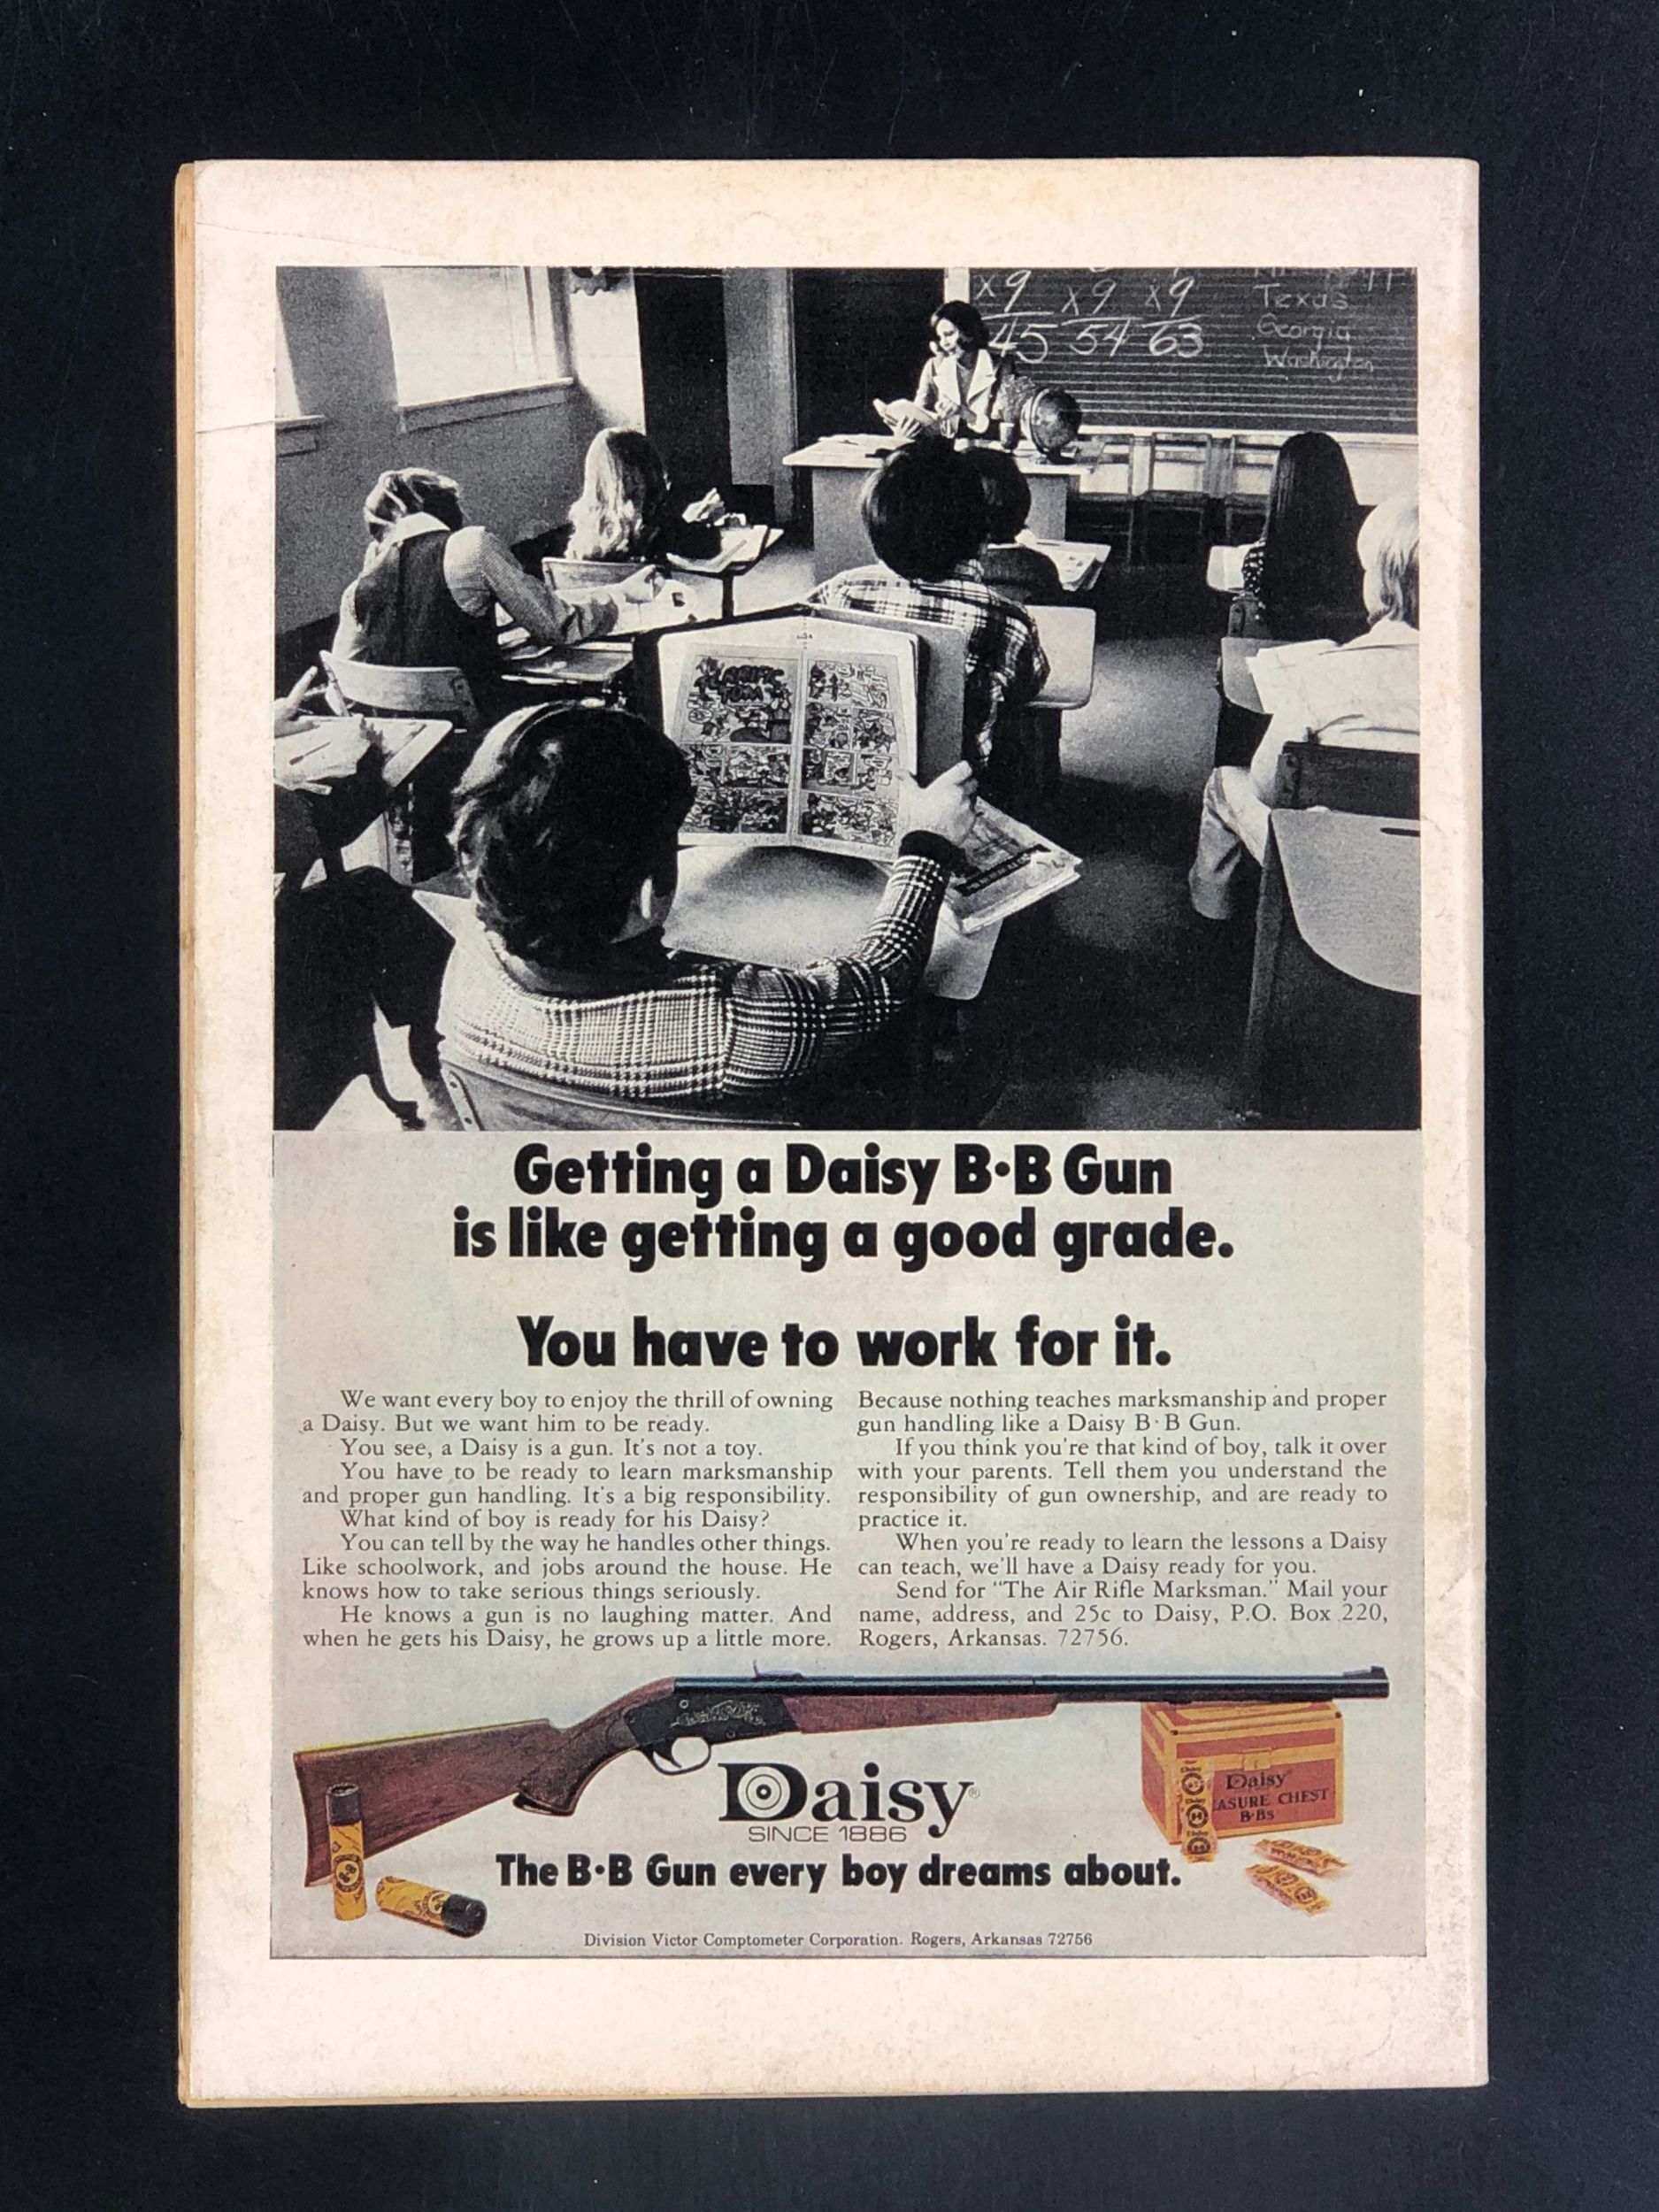 x9 x9 x9
45 54 63
Texas
Georgia
Washington
Getting a Daisy B·B Gun
is like getting a good grade.
You have to work for it.
We want every boy to enjoy the thrill of owning
a Daisy. But we want him to be ready.
You see, a Daisy is a gun. It's not a toy.
You have to be ready to learn marksmanship
and proper gun handling. It's a big responsibility.
What kind of boy is ready for his Daisy?
You can tell by the way he handles other things.
Like schoolwork, and jobs around the house. He
knows how to take serious things seriously.
He knows a gun is no laughing matter. And
when he gets his Daisy, he grows up a little more.
Because nothing teaches marksmanship and proper
gun handling like a Daisy B·B Gun.
If you think you're that kind of boy, talk it over
with your parents. Tell them you understand the
responsibility of gun ownership, and are ready to
practice it.
When you're ready to learn the lessons a Daisy
can teach, we'll have a Daisy ready for you.
Send for "The Air Rifle Marksman." Mail your
name, address, and 25c to Daisy, P.O. Box 220,
Rogers, Arkansas. 72756.
Daisy®
SINCE 1886
Daisy
ASURE CHEST
B·Bs
The B·B Gun every boy dreams about.
Division Victor Comptometer Corporation. Rogers, Arkansas 72756